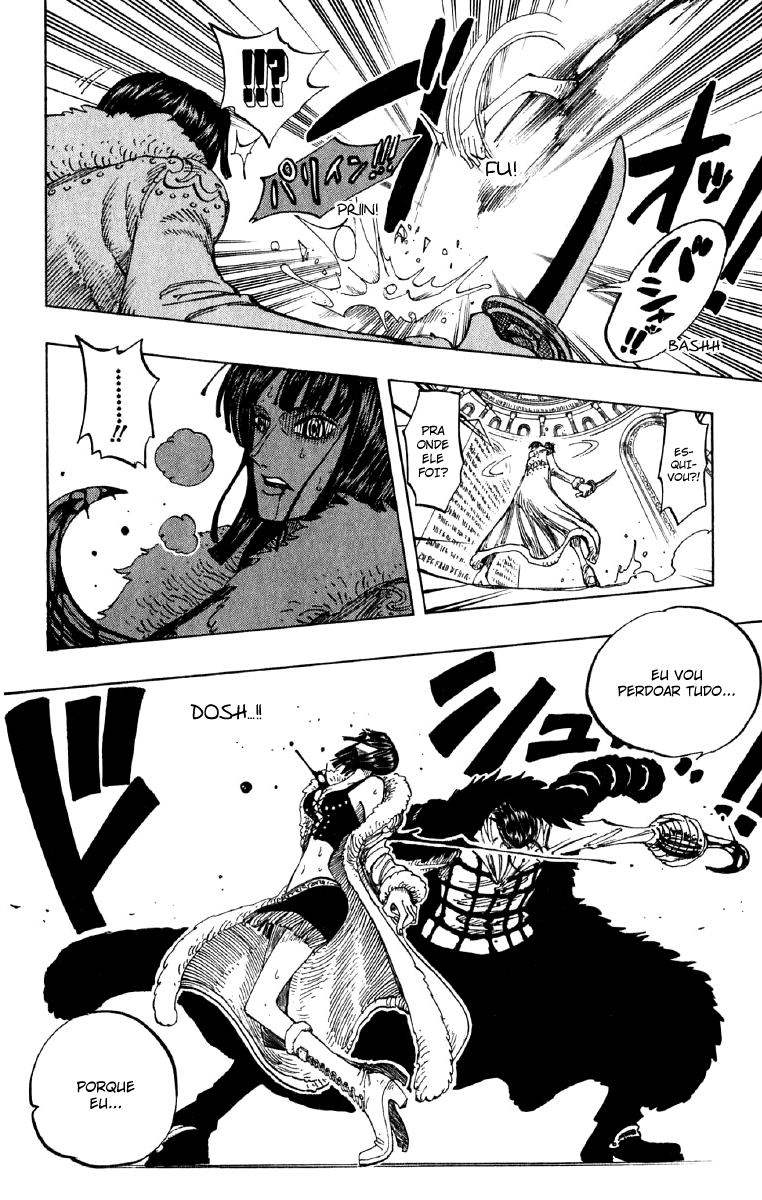 !!!?
パリィン!!!
PRIIN!
FU!
バシャ!!
BASHH
ES-
QUI-
VOU?!
PRA
ONDE
ELE
FOI?
.........!!
EU VOU
PERDOAR TUDO...
DOSH...!!
ドッ
シュッ!!
PORQUE
EU...